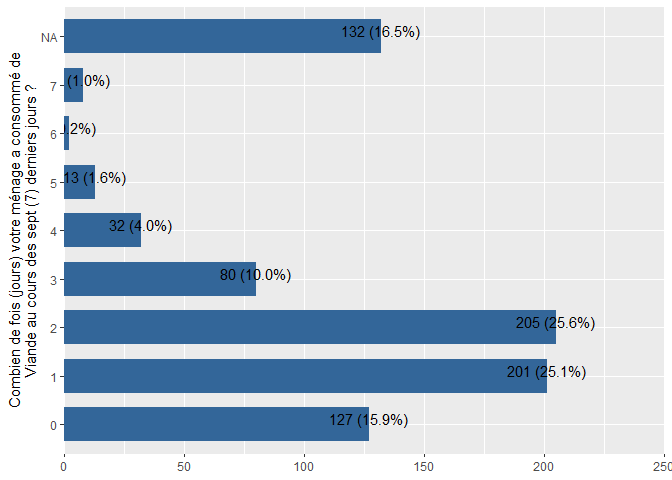 Combien de fois (jours) votre ménage a consommé de
Viande au cours des sept (7) derniers jours ?
NA 132 (16.5%)
7 (1.0%)
6 .2%)
5 13 (1.6%)
4 32 (4.0%)
3 80 (10.0%)
2 205 (25.6%)
1 201 (25.1%)
0 127 (15.9%)
0 50 100 150 200 250